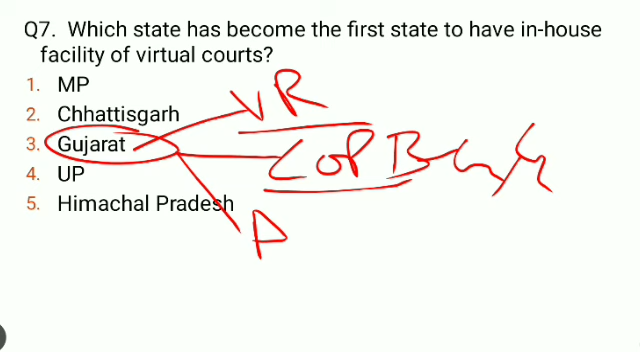 Q7. Which state has become the first state to have in-house
facility of virtual courts?
1. MP
VR
2. Chhattisgarh
3. Gujarat
4. UP
5. Himachal Pradesh